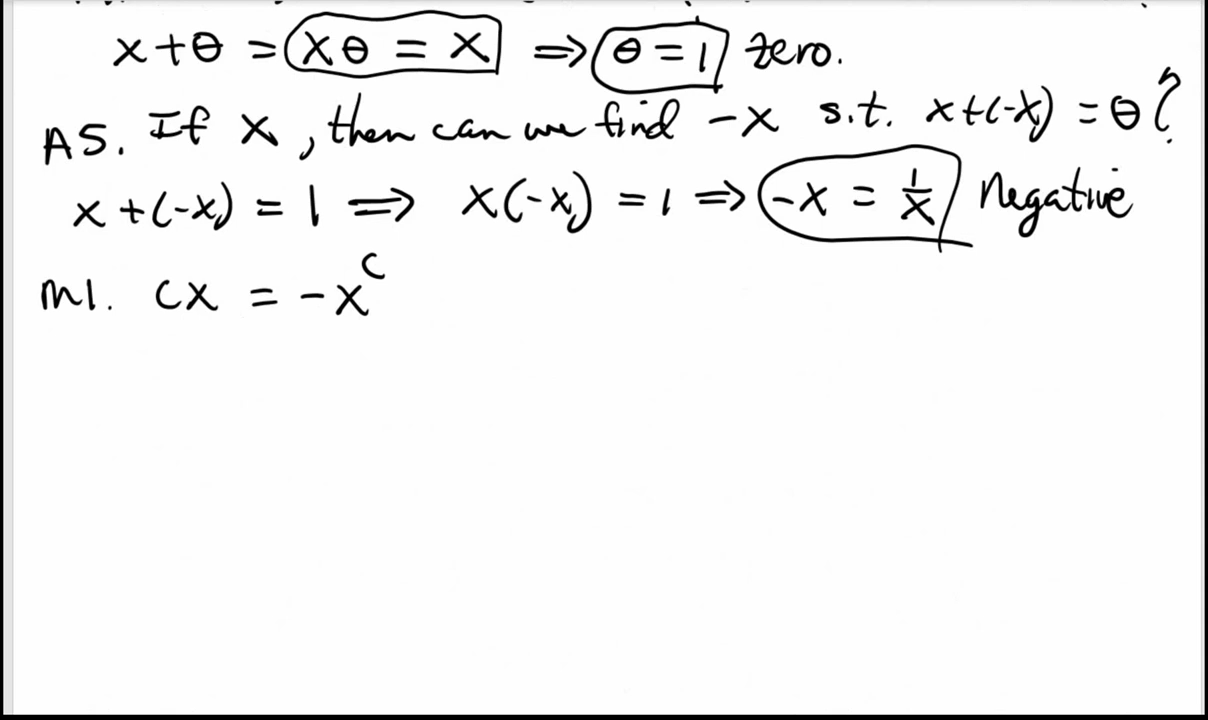 x + θ = xθ = x ⟹ θ = 1 zero.
A5. If x, then can we find -x s.t. x+(-x) = θ?
x + (-x) = 1 ⟹ x(-x) = 1 ⟹ -x = 1/x Negative
M1. cx = -x^c